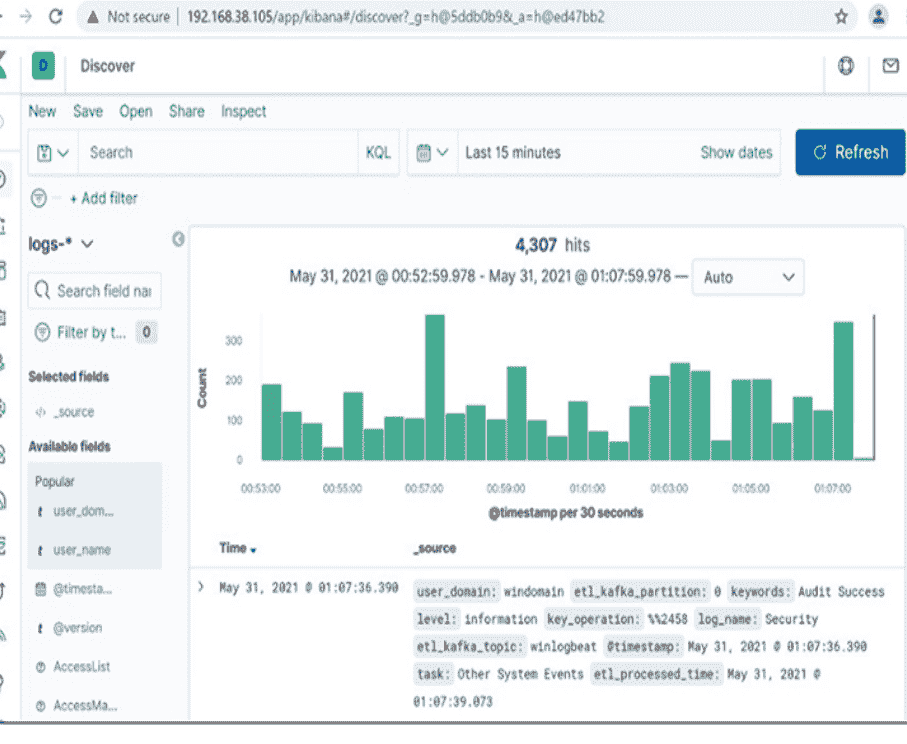 Not secure | 192.168.38.105/app/kibana#/discover?_g=h@5ddb0b9&_a=h@ed47bb2
D Discover
New Save Open Share Inspect
Search KQL Last 15 minutes Show dates Refresh
+ Add filter
logs-*
4,307 hits
May 31, 2021 @ 00:52:59.978 - May 31, 2021 @ 01:07:59.978 — Auto
Search field nar
Filter by t... 0
Selected fields
_source
Available fields
Popular
t user_dom...
t user_name
@timesta...
t @version
AccessList
AccessMa...
Count
300
200
100
0
00:53:00 00:55:00 00:57:00 00:59:00 01:01:00 01:03:00 01:05:00 01:07:00
@timestamp per 30 seconds
Time _source
May 31, 2021 @ 01:07:36.390 user_domain: windomain etl_kafka_partition: 0 keywords: Audit Success
level: information key_operation: %%2458 log_name: Security
etl_kafka_topic: winlogbeat @timestamp: May 31, 2021 @ 01:07:36.390
task: Other System Events etl_processed_time: May 31, 2021 @
01:07:39.073